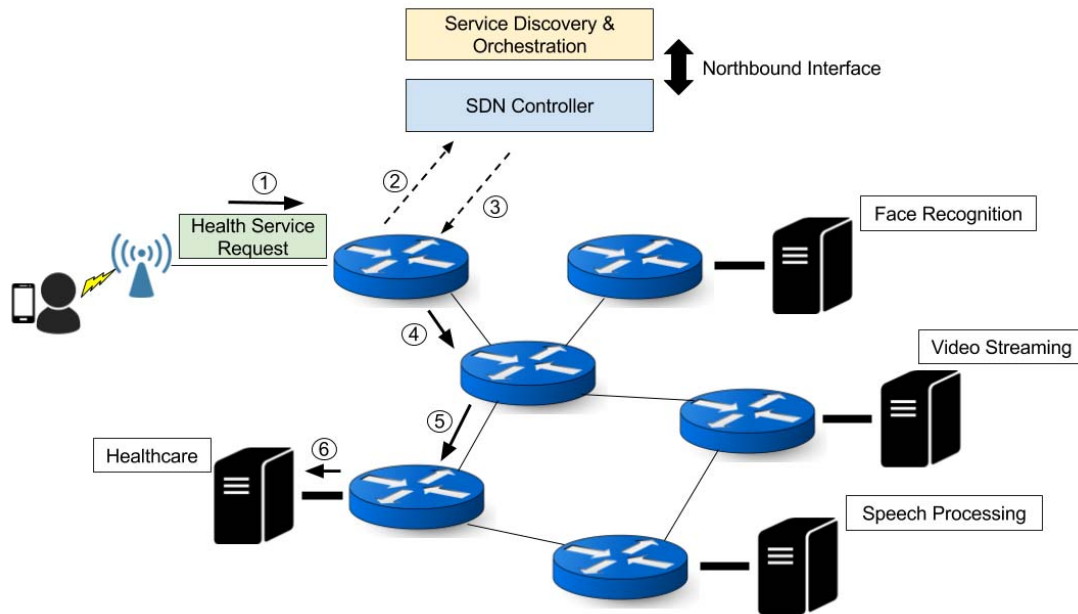 Service Discovery &
Orchestration
Northbound Interface
SDN Controller
①
②
③
Health Service
Request
Face Recognition
④
Video Streaming
⑤
Healthcare
⑥
Speech Processing